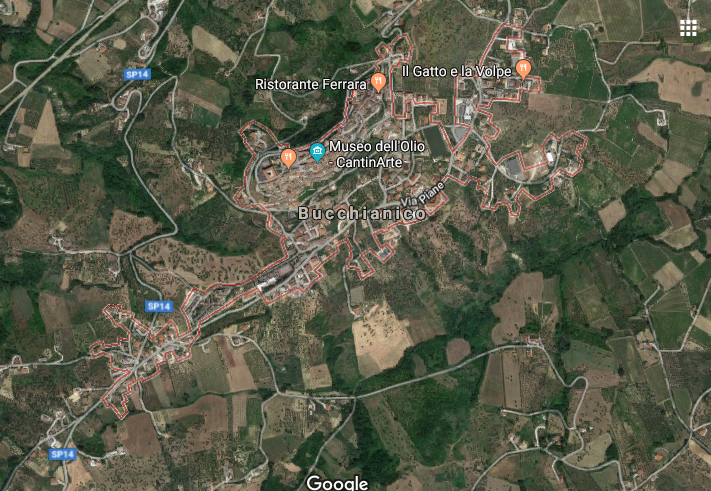 SP14
Il Gatto e la Volpe
Ristorante Ferrara
Museo dell'Olio
- CantinArte
Via Piane
Bucchianico
SP14
SP14
Google